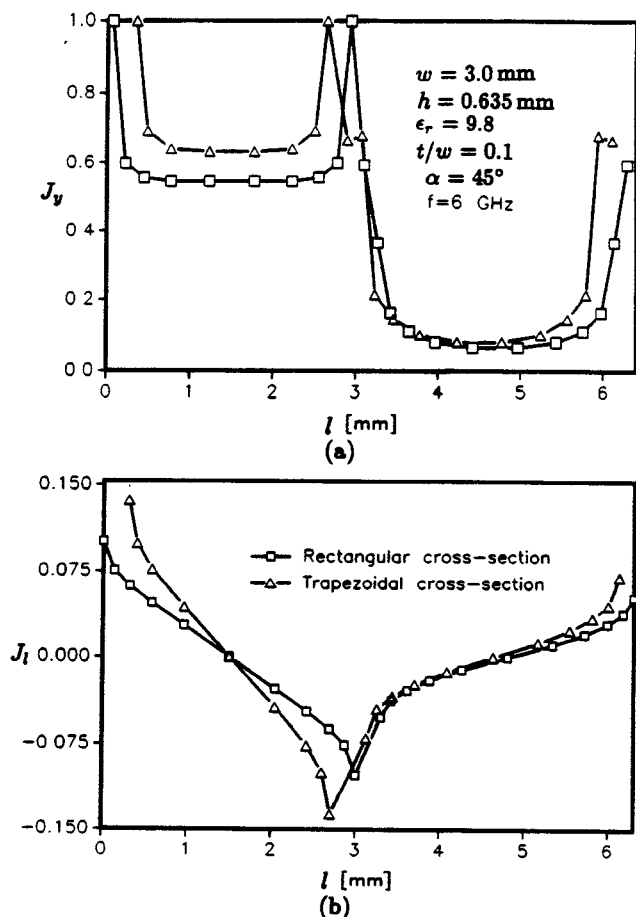 1.0
0.8
0.6
J_y
0.4
0.2
0.0
w = 3.0 mm
h = 0.635 mm
ϵ_r = 9.8
t/w = 0.1
α = 45°
f=6 GHz
0 1 2 3 4 5 6
l [mm]
(a)
0.150
0.075
J_l 0.000
-0.075
-0.150
Rectangular cross-section
Trapezoidal cross-section
0 1 2 3 4 5 6
l [mm]
(b)